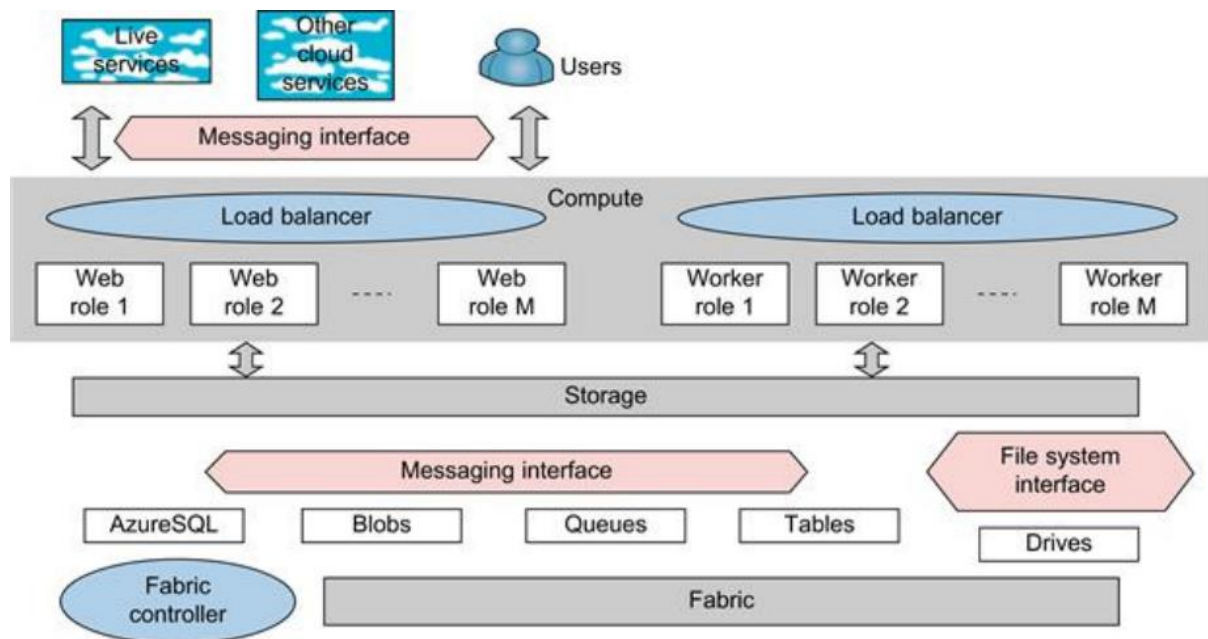 Live
services
Other
cloud
services
Users
Messaging interface
Compute
Load balancer
Load balancer
Web
role 1
Web
role 2
----
Web
role M
Worker
role 1
Worker
role 2
----
Worker
role M
Storage
Messaging interface
File system
interface
AzureSQL
Blobs
Queues
Tables
Drives
Fabric
controller
Fabric